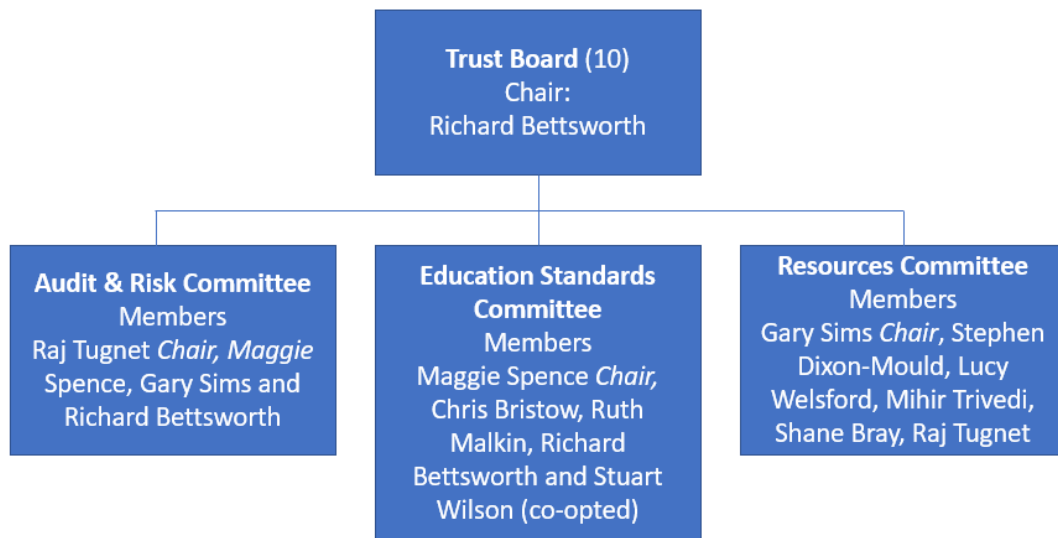 Trust Board (10)
Chair:
Richard Bettsworth
Audit & Risk Committee
Members
Raj Tugnet Chair, Maggie
Spence, Gary Sims and
Richard Bettsworth
Education Standards
Committee
Members
Maggie Spence Chair,
Chris Bristow, Ruth
Malkin, Richard
Bettsworth and Stuart
Wilson (co-opted)
Resources Committee
Members
Gary Sims Chair, Stephen
Dixon-Mould, Lucy
Welsford, Mihir Trivedi,
Shane Bray, Raj Tugnet